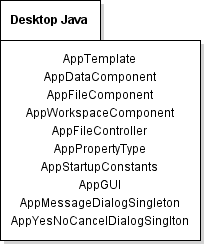 Desktop Java
AppTemplate
AppDataComponent
AppFileComponent
AppWorkspaceComponent
AppFileController
AppPropertyType
AppStartupConstants
AppGUI
AppMessageDialogSingleton
AppYesNoCancelDialogSinglton